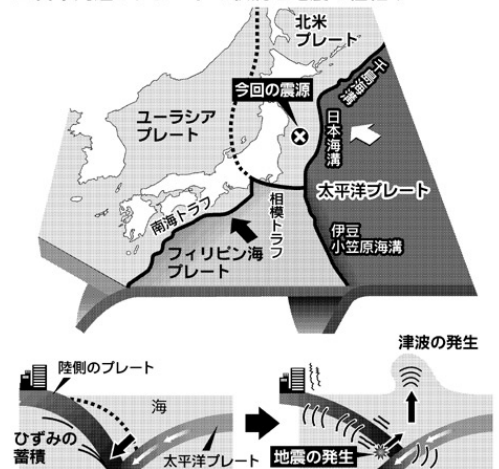 北米
プレート
千島海溝
今回の震源
ユーラシア
プレート
日本海溝
太平洋プレート
南海トラフ
相模トラフ
伊豆
小笠原海溝
フィリピン海
プレート
津波の発生
陸側のプレート
海
ひずみの
蓄積
太平洋プレート
地震の発生